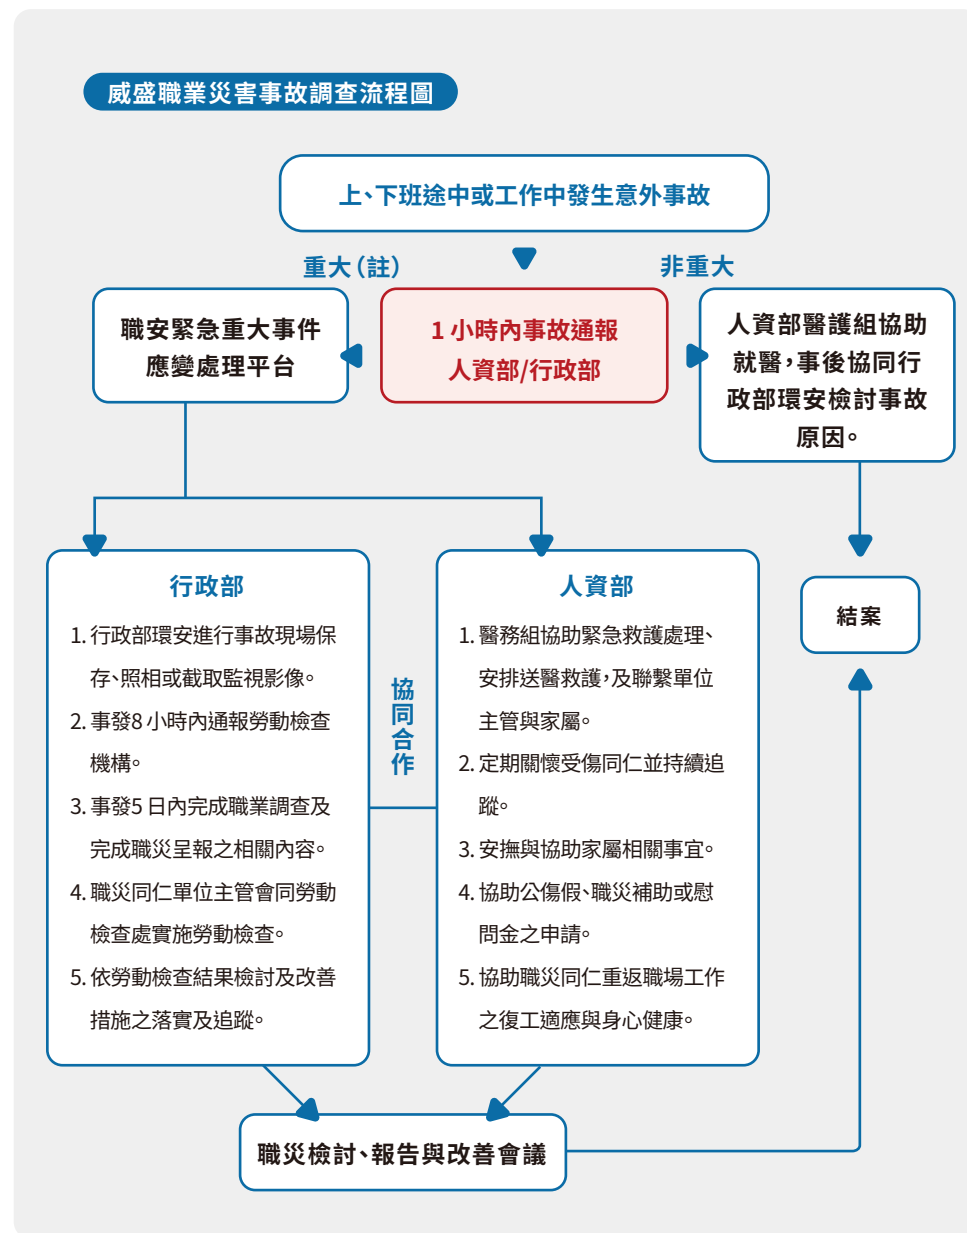 威盛職業災害事故調查流程圖
上、下班途中或工作中發生意外事故
重大(註)
非重大
職安緊急重大事件
應變處理平台
1 小時內事故通報
人資部/行政部
人資部醫護組協助
就醫,事後協同行
政部環安檢討事故
原因。
行政部
1. 行政部環安進行事故現場保
存、照相或截取監視影像。
2. 事發8 小時內通報勞動檢查
機構。
3. 事發5 日內完成職業調查及
完成職災呈報之相關內容。
4. 職災同仁單位主管會同勞動
檢查處實施勞動檢查。
5. 依勞動檢查結果檢討及改善
措施之落實及追蹤。
協同合作
人資部
1. 醫務組協助緊急救護處理、
安排送醫救護,及聯繫單位
主管與家屬。
2. 定期關懷受傷同仁並持續追
蹤。
3. 安撫與協助家屬相關事宜。
4. 協助公傷假、職災補助或慰
問金之申請。
5. 協助職災同仁重返職場工作
之復工適應與身心健康。
結案
職災檢討、報告與改善會議